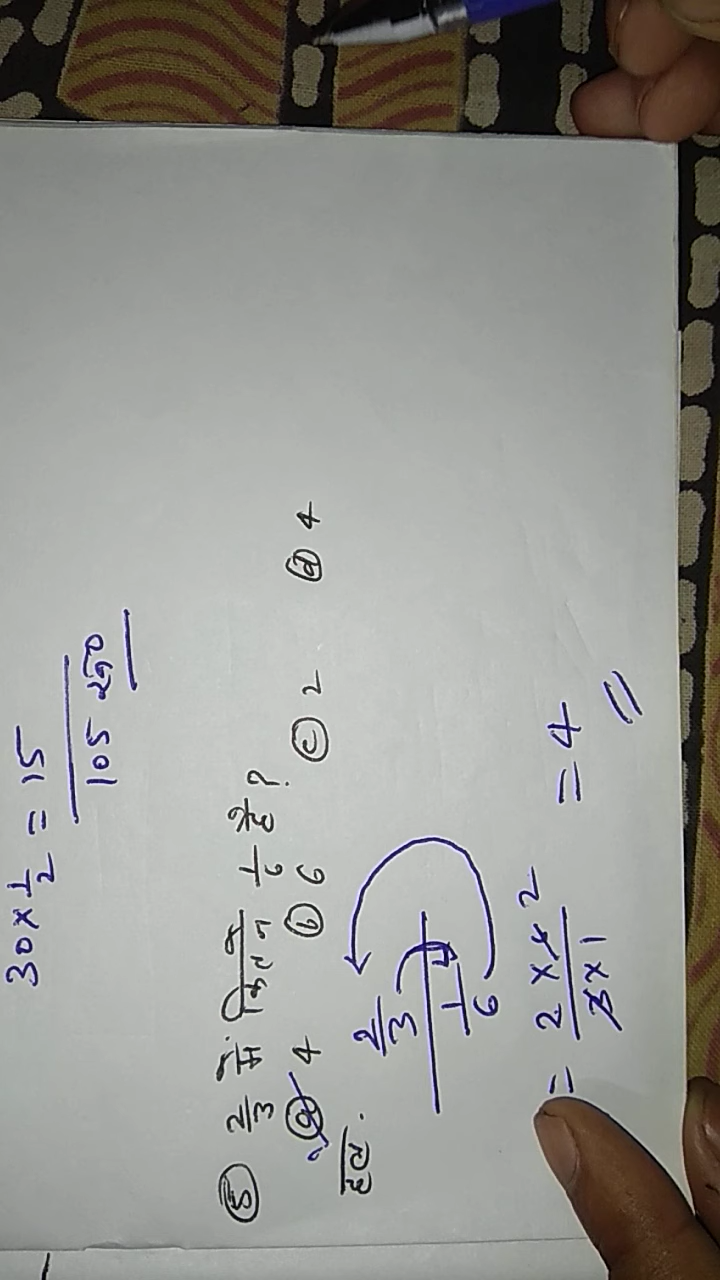 30 × 1/2 = 15
105
⑤ 2/3 में कितने 1/6 हैं?
ⓐ 4 ⓑ 6 ⓒ 2 ⓓ 4
हल.
2/3
1/6
= 2 × 6 2 / 3 × 1 = 4